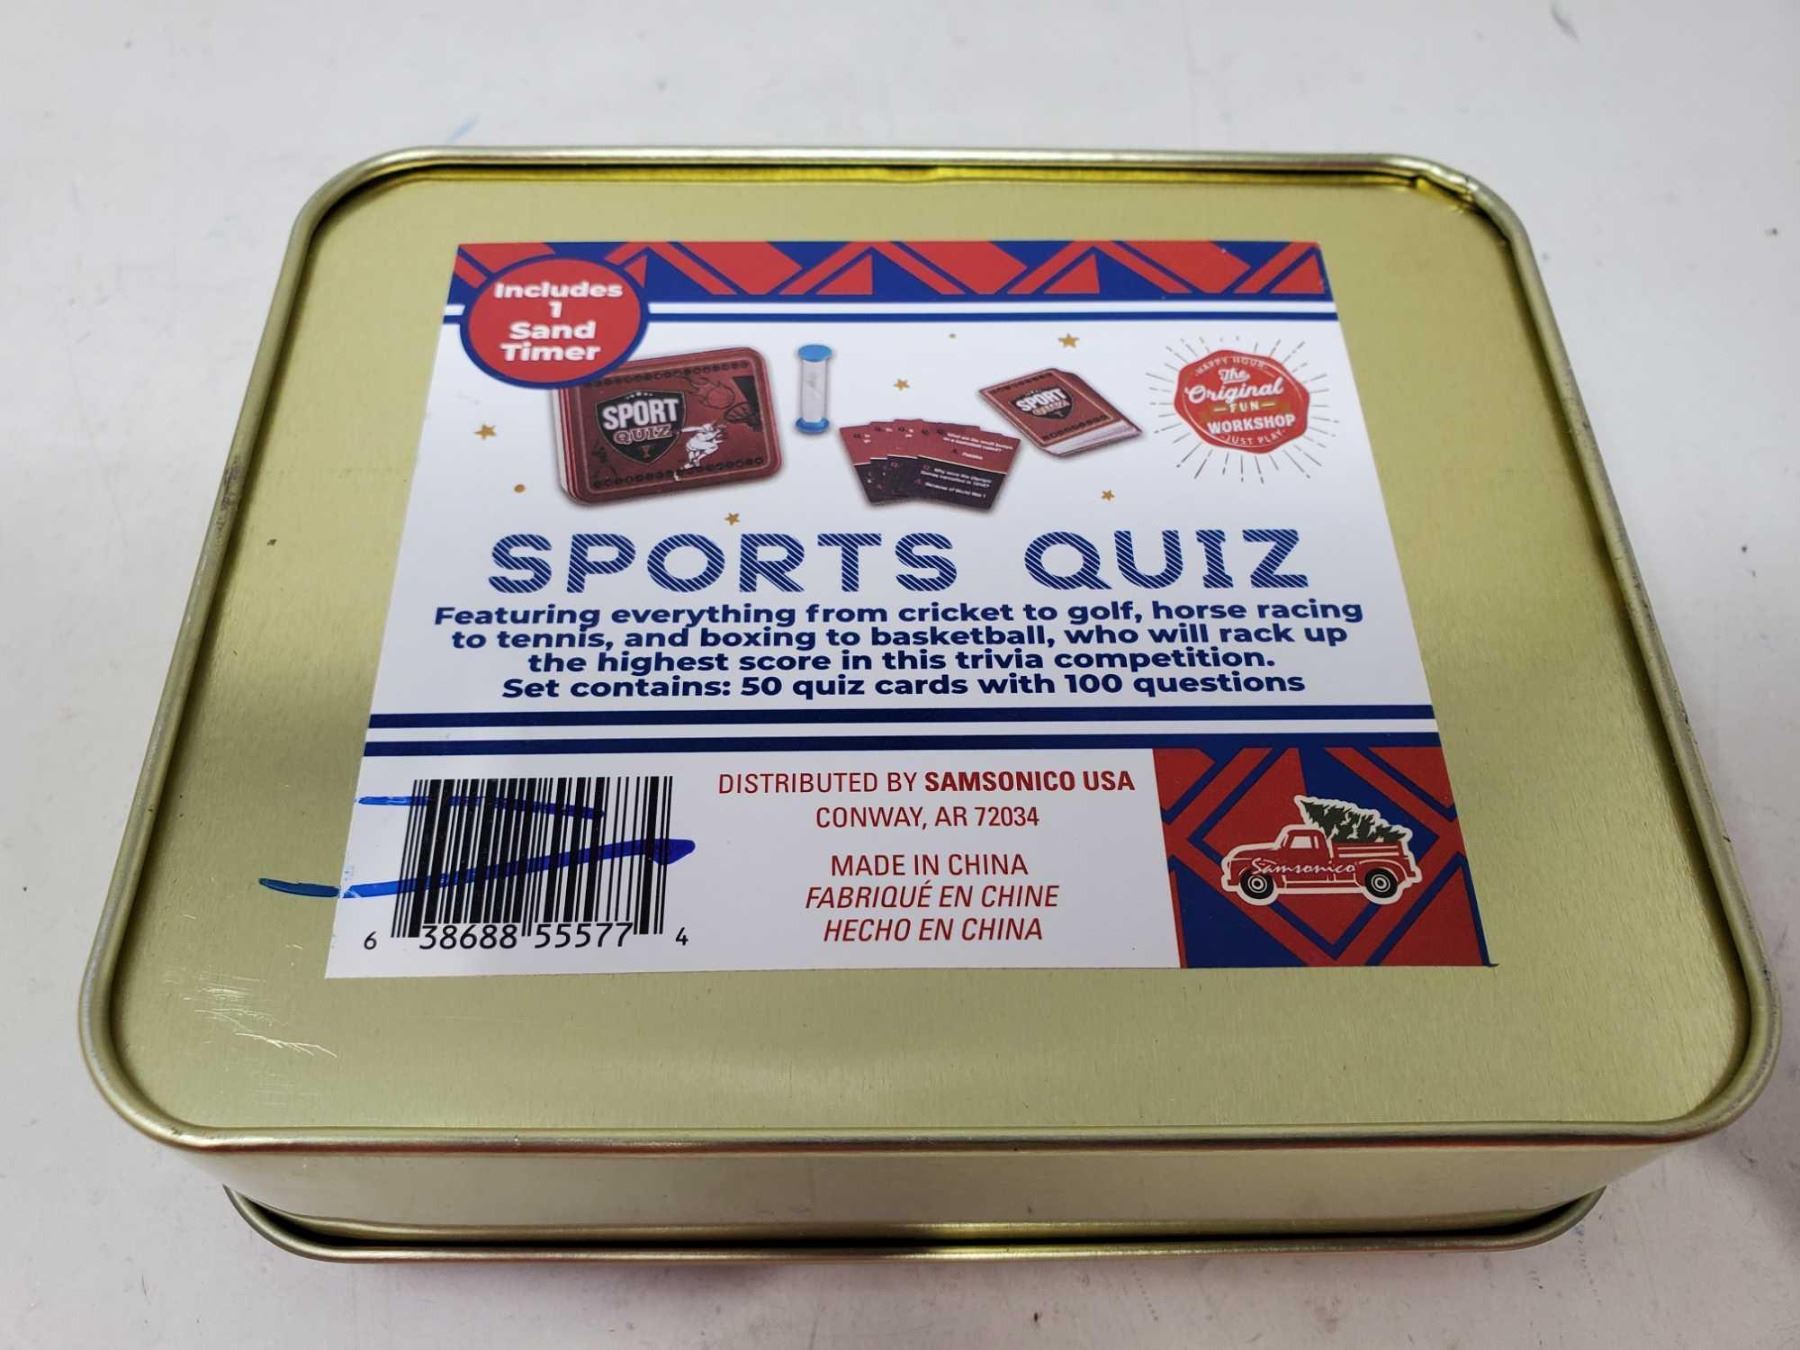 Includes
1
Sand
Timer
SPORT
QUIZ
SPORT
QUIZ
HAPPY HOUR
The
Original
FUN
WORKSHOP
JUST PLAY
SPORTS QUIZ
Featuring everything from cricket to golf, horse racing
to tennis, and boxing to basketball, who will rack up
the highest score in this trivia competition.
Set contains: 50 quiz cards with 100 questions
DISTRIBUTED BY SAMSONICO USA
CONWAY, AR 72034
MADE IN CHINA
FABRIQUÉ EN CHINE
HECHO EN CHINA
Samsonico
6 38688 55577 4